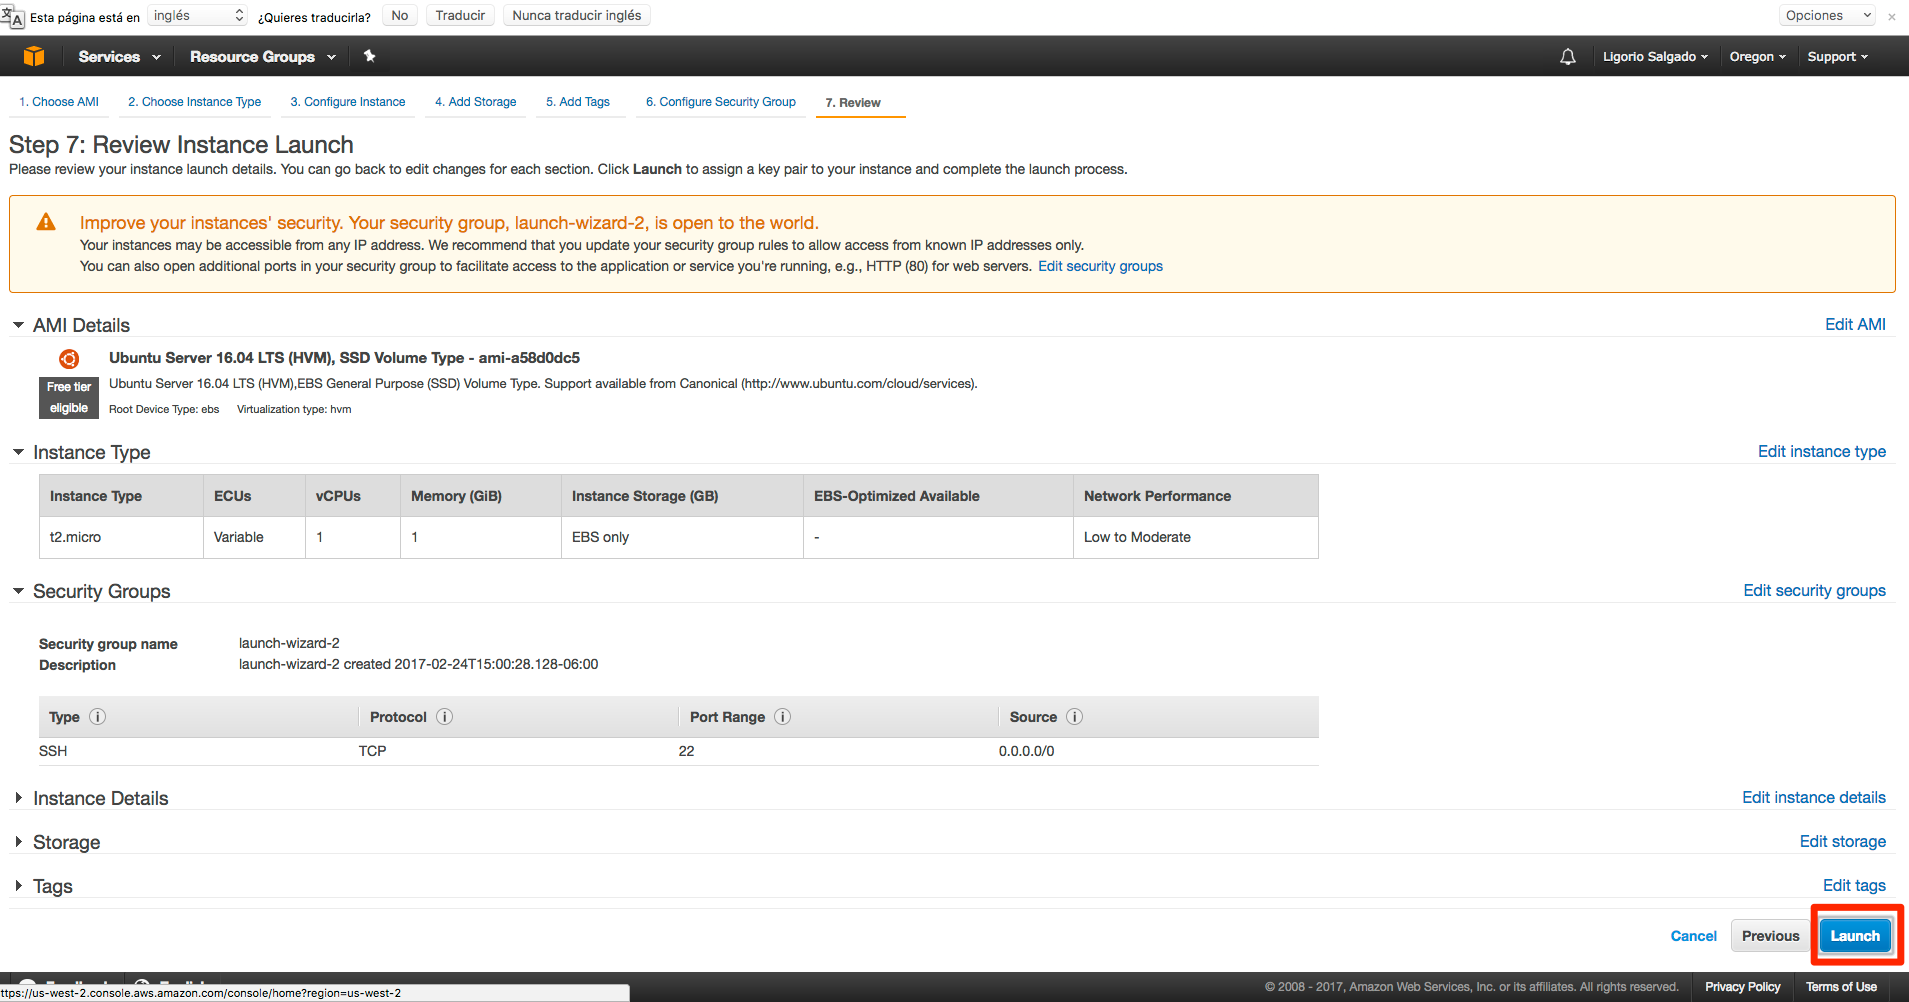 Esta página está en inglés ¿Quieres traducirla? No Traducir Nunca traducir inglés Opciones ×
Services Resource Groups Ligorio Salgado Oregon Support
1. Choose AMI 2. Choose Instance Type 3. Configure Instance 4. Add Storage 5. Add Tags 6. Configure Security Group 7. Review
Step 7: Review Instance Launch
Please review your instance launch details. You can go back to edit changes for each section. Click Launch to assign a key pair to your instance and complete the launch process.
Improve your instances' security. Your security group, launch-wizard-2, is open to the world.
Your instances may be accessible from any IP address. We recommend that you update your security group rules to allow access from known IP addresses only.
You can also open additional ports in your security group to facilitate access to the application or service you're running, e.g., HTTP (80) for web servers. Edit security groups
AMI Details Edit AMI
Ubuntu Server 16.04 LTS (HVM), SSD Volume Type - ami-a58d0dc5
Free tier eligible
Ubuntu Server 16.04 LTS (HVM),EBS General Purpose (SSD) Volume Type. Support available from Canonical (http://www.ubuntu.com/cloud/services).
Root Device Type: ebs Virtualization type: hvm
Instance Type Edit instance type
Instance Type ECUs vCPUs Memory (GiB) Instance Storage (GB) EBS-Optimized Available Network Performance
t2.micro Variable 1 1 EBS only - Low to Moderate
Security Groups Edit security groups
Security group name launch-wizard-2
Description launch-wizard-2 created 2017-02-24T15:00:28.128-06:00
Type Protocol Port Range Source
SSH TCP 22 0.0.0.0/0
Instance Details Edit instance details
Storage Edit storage
Tags Edit tags
Cancel Previous Launch
© 2008 - 2017, Amazon Web Services, Inc. or its affiliates. All rights reserved. Privacy Policy Terms of Use
ttps://us-west-2.console.aws.amazon.com/console/home?region=us-west-2